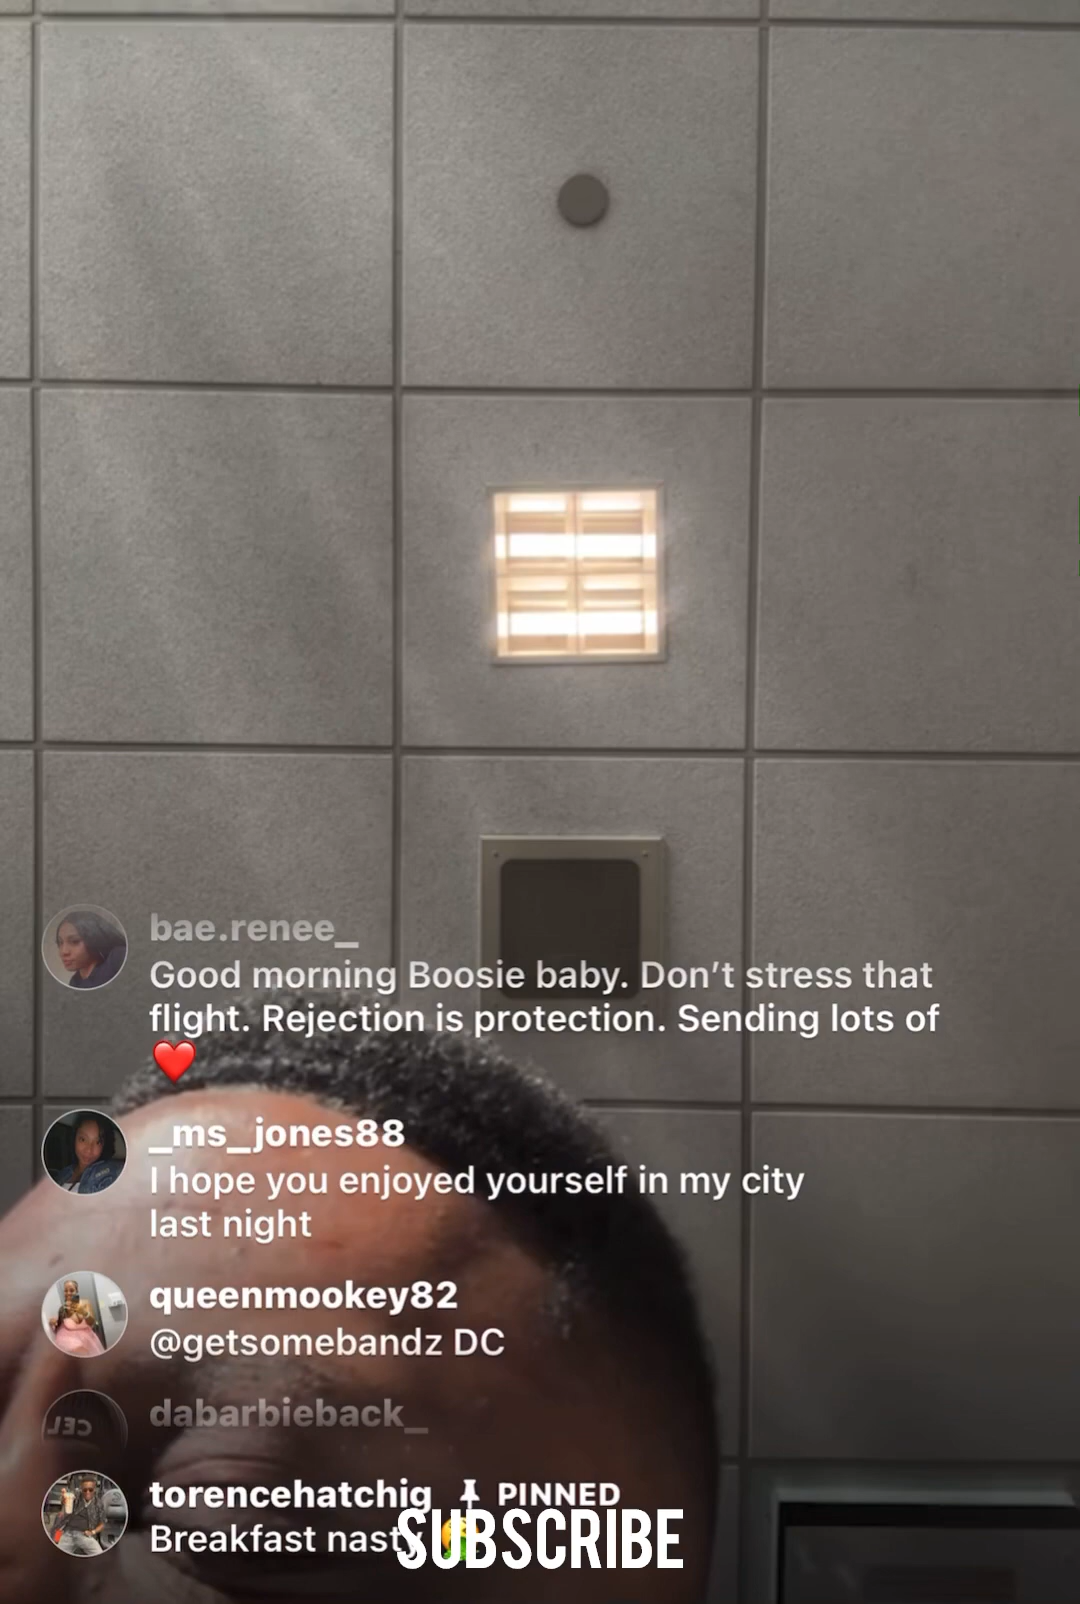 bae.renee_
Good morning Boosie baby. Don’t stress that
flight. Rejection is protection. Sending lots of
❤️
_ms_jones88
I hope you enjoyed yourself in my city
last night
queenmookey82
@getsomebandz DC
dabarbieback_
torencehatchig PINNED
Breakfast nasty 🤮
SUBSCRIBE